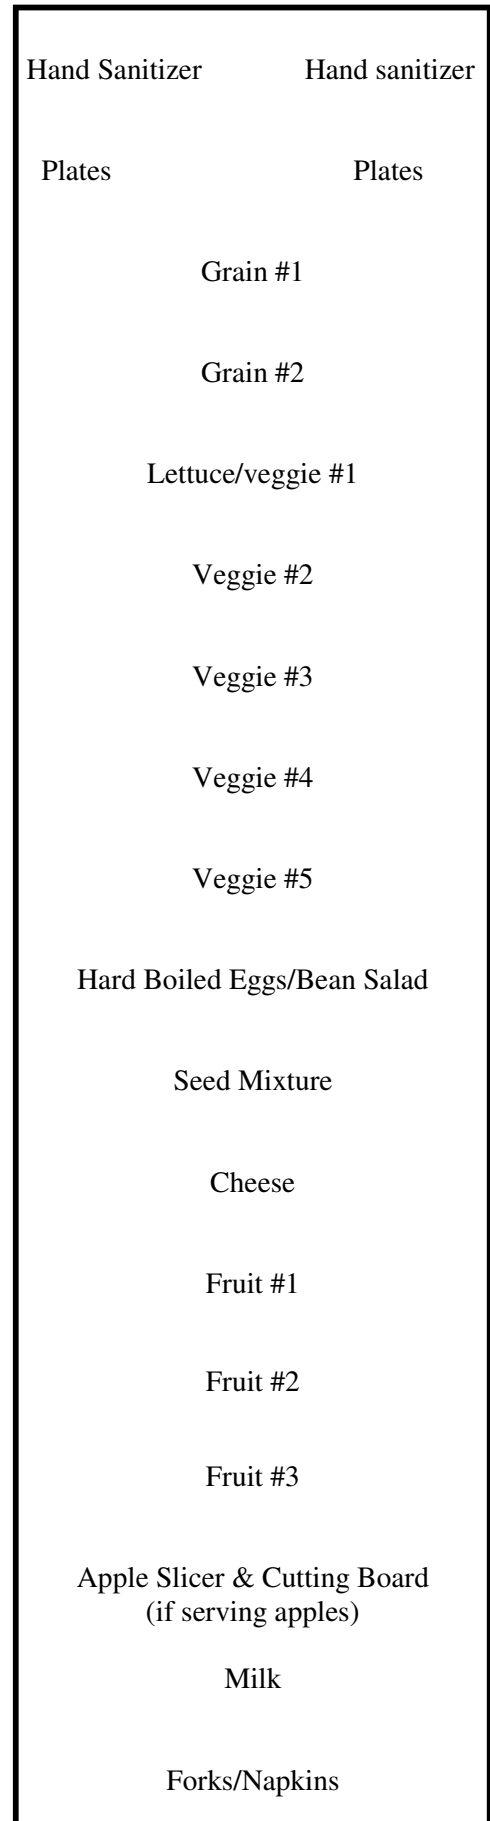 Hand Sanitizer Hand sanitizer
Plates Plates
Grain #1
Grain #2
Lettuce/veggie #1
Veggie #2
Veggie #3
Veggie #4
Veggie #5
Hard Boiled Eggs/Bean Salad
Seed Mixture
Cheese
Fruit #1
Fruit #2
Fruit #3
Apple Slicer & Cutting Board
(if serving apples)
Milk
Forks/Napkins